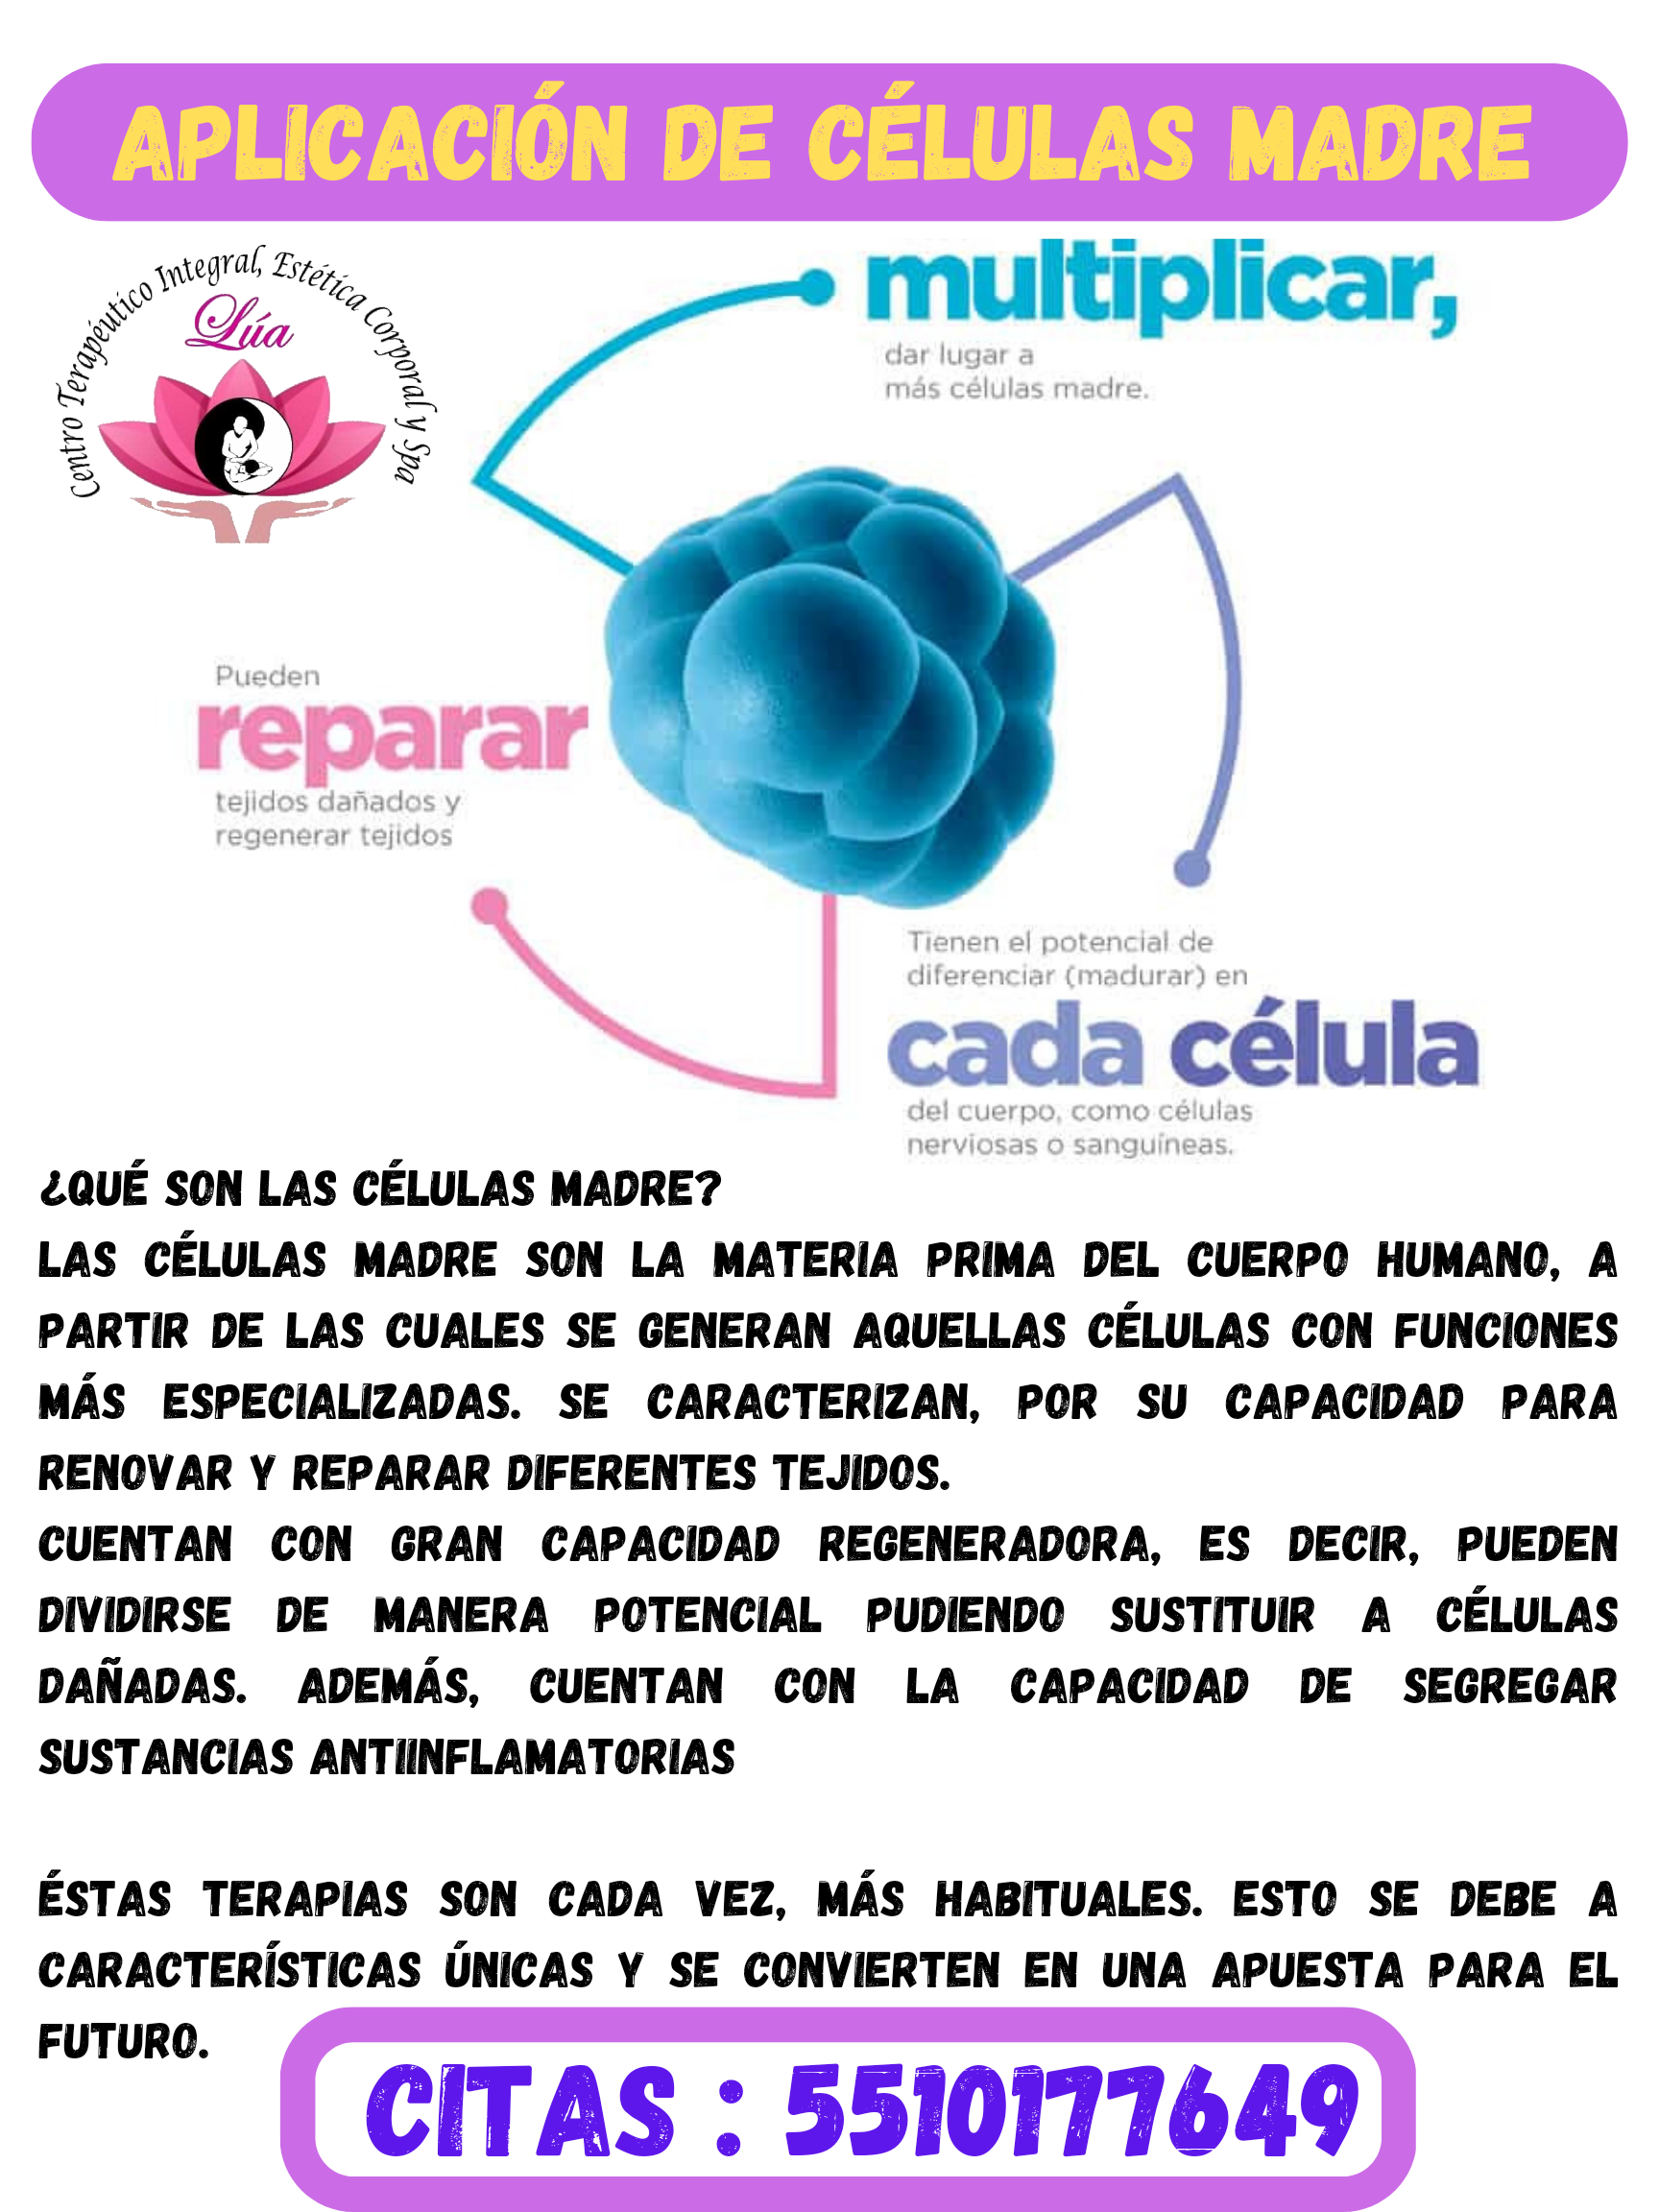 APLICACIÓN DE CÉLULAS MADRE
Centro Terapéutico Integral, Estética Corporal y Spa
Lúa
multiplicar,
dar lugar a
más células madre.
Pueden
reparar
tejidos dañados y
regenerar tejidos
Tienen el potencial de
diferenciar (madurar) en
cada célula
del cuerpo, como células
nerviosas o sanguíneas.
¿QUÉ SON LAS CÉLULAS MADRE?
LAS CÉLULAS MADRE SON LA MATERIA PRIMA DEL CUERPO HUMANO, A
PARTIR DE LAS CUALES SE GENERAN AQUELLAS CÉLULAS CON FUNCIONES
MÁS ESPECIALIZADAS. SE CARACTERIZAN, POR SU CAPACIDAD PARA
RENOVAR Y REPARAR DIFERENTES TEJIDOS.
CUENTAN CON GRAN CAPACIDAD REGENERADORA, ES DECIR, PUEDEN
DIVIDIRSE DE MANERA POTENCIAL PUDIENDO SUSTITUIR A CÉLULAS
DAÑADAS. ADEMÁS, CUENTAN CON LA CAPACIDAD DE SEGREGAR
SUSTANCIAS ANTIINFLAMATORIAS
ÉSTAS TERAPIAS SON CADA VEZ, MÁS HABITUALES. ESTO SE DEBE A
CARACTERÍSTICAS ÚNICAS Y SE CONVIERTEN EN UNA APUESTA PARA EL
FUTURO.
CITAS : 5510177649